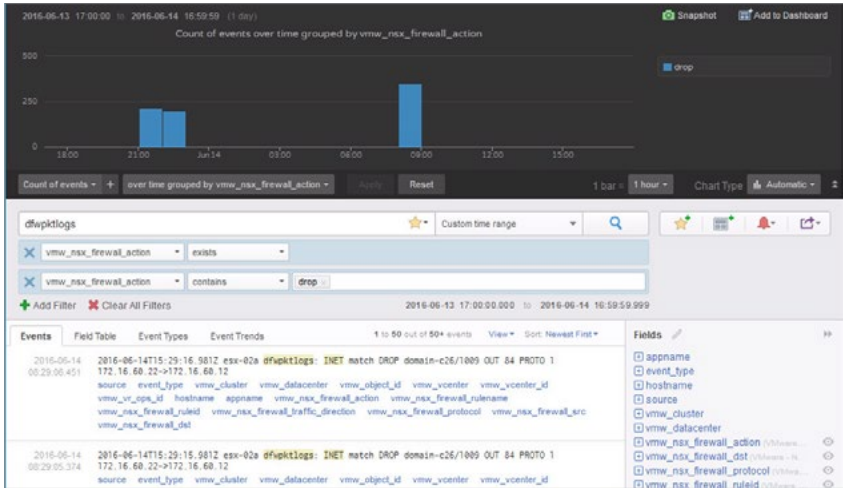 2016-06-13 17:00:00 to 2016-06-14 16:59:59 (1 day)
Snapshot
Add to Dashboard
Count of events over time grouped by vmw_nsx_firewall_action
500
250
0
18:00 21:00 Jun 14 03:00 06:00 09:00 12:00 15:00
drop
Count of events + over time grouped by vmw_nsx_firewall_action Apply Reset
1 bar = 1 hour Chart Type Automatic
dfwpktlogs Custom time range
vmw_nsx_firewall_action exists
vmw_nsx_firewall_action contains drop
Add Filter Clear All Filters 2016-06-13 17:00:00.000 to 2016-06-14 16:59:59.999
Events Field Table Event Types Event Trends 1 to 50 out of 50+ events View Sort: Newest First
2016-06-14 2016-06-14T15:29:16.981Z esx-02a dfwpktlogs: INET match DROP domain-c26/1009 OUT 84 PROTO 1
08:29:06.451 172.16.60.22->172.16.60.12
source event_type vmw_cluster vmw_datacenter vmw_object_id vmw_vcenter vmw_vcenter_id
vmw_vr_ops_id hostname appname vmw_nsx_firewall_action vmw_nsx_firewall_rulename
vmw_nsx_firewall_ruleid vmw_nsx_firewall_traffic_direction vmw_nsx_firewall_protocol vmw_nsx_firewall_src
vmw_nsx_firewall_dst
2016-06-14 2016-06-14T15:29:15.981Z esx-02a dfwpktlogs: INET match DROP domain-c26/1009 OUT 84 PROTO 1
08:29:05.374 172.16.60.22->172.16.60.12
source event_type vmw_cluster vmw_datacenter vmw_object_id vmw_vcenter vmw_vcenter_id
Fields
appname
event_type
hostname
source
vmw_cluster
vmw_datacenter
vmw_nsx_firewall_action (VMware...
vmw_nsx_firewall_dst (VMware - N...
vmw_nsx_firewall_protocol (VMwa...
vmw_nsx_firewall_ruleid